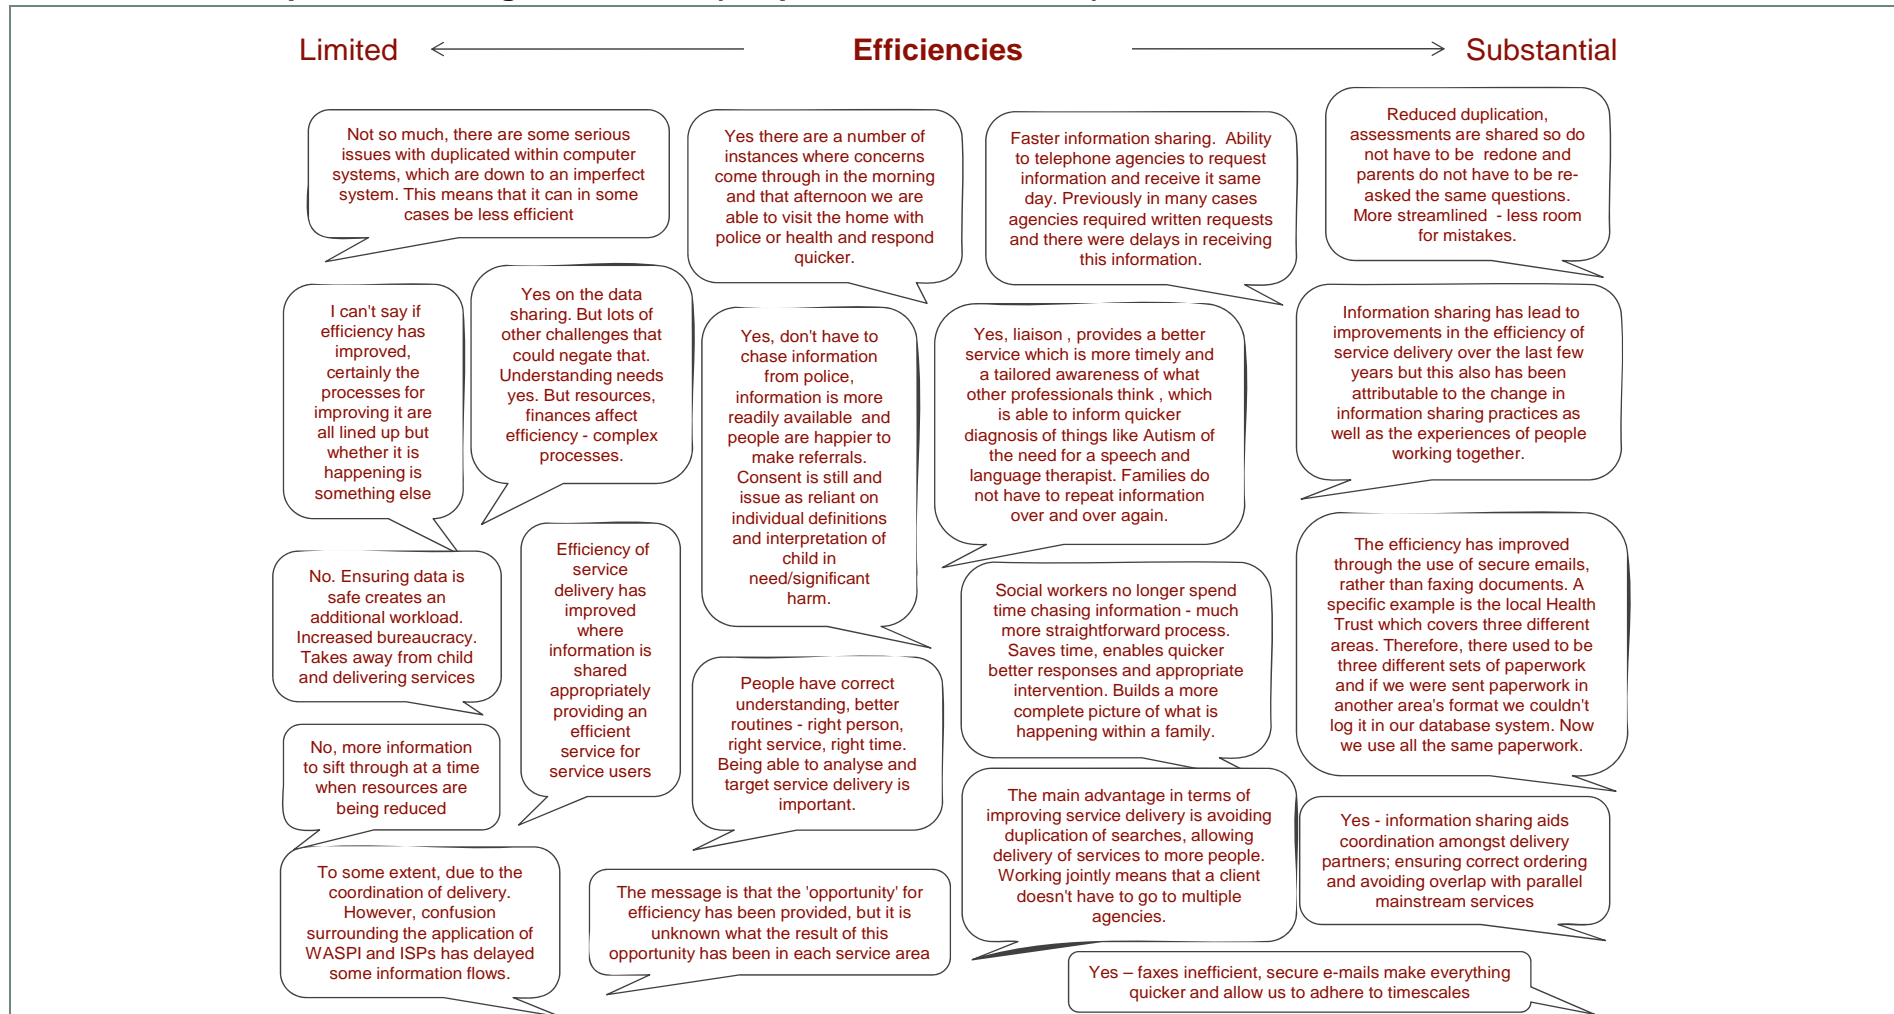 Limited
Efficiencies
Substantial
Not so much, there are some serious
issues with duplicated within computer
systems, which are down to an imperfect
system. This means that it can in some
cases be less efficient
Yes there are a number of
instances where concerns
come through in the morning
and that afternoon we are
able to visit the home with
police or health and respond
quicker.
Faster information sharing. Ability
to telephone agencies to request
information and receive it same
day. Previously in many cases
agencies required written requests
and there were delays in receiving
this information.
Reduced duplication,
assessments are shared so do
not have to be redone and
parents do not have to be re-
asked the same questions.
More streamlined - less room
for mistakes.
I can't say if
efficiency has
improved,
certainly the
processes for
improving it are
all lined up but
whether it is
happening is
something else
Yes on the data
sharing. But lots of
other challenges that
could negate that.
Understanding needs
yes. But resources,
finances affect
efficiency - complex
processes.
Yes, don't have to
chase information
from police,
information is more
readily available and
people are happier to
make referrals.
Consent is still and
issue as reliant on
individual definitions
and interpretation of
child in
need/significant
harm.
Yes, liaison , provides a better
service which is more timely and
a tailored awareness of what
other professionals think , which
is able to inform quicker
diagnosis of things like Autism of
the need for a speech and
language therapist. Families do
not have to repeat information
over and over again.
Information sharing has lead to
improvements in the efficiency of
service delivery over the last few
years but this also has been
attributable to the change in
information sharing practices as
well as the experiences of people
working together.
No. Ensuring data is
safe creates an
additional workload.
Increased bureaucracy.
Takes away from child
and delivering services
Efficiency of
service
delivery has
improved
where
information is
shared
appropriately
providing an
efficient
service for
service users
Social workers no longer spend
time chasing information - much
more straightforward process.
Saves time, enables quicker
better responses and appropriate
intervention. Builds a more
complete picture of what is
happening within a family.
The efficiency has improved
through the use of secure emails,
rather than faxing documents. A
specific example is the local Health
Trust which covers three different
areas. Therefore, there used to be
three different sets of paperwork
and if we were sent paperwork in
another area's format we couldn't
log it in our database system. Now
we use all the same paperwork.
No, more information
to sift through at a time
when resources are
being reduced
People have correct
understanding, better
routines - right person,
right service, right time.
Being able to analyse and
target service delivery is
important.
The main advantage in terms of
improving service delivery is avoiding
duplication of searches, allowing
delivery of services to more people.
Working jointly means that a client
doesn't have to go to multiple
agencies.
Yes - information sharing aids
coordination amongst delivery
partners; ensuring correct ordering
and avoiding overlap with parallel
mainstream services
To some extent, due to the
coordination of delivery.
However, confusion
surrounding the application of
WASPI and ISPs has delayed
some information flows.
The message is that the 'opportunity' for
efficiency has been provided, but it is
unknown what the result of this
opportunity has been in each service area
Yes – faxes inefficient, secure e-mails make everything
quicker and allow us to adhere to timescales